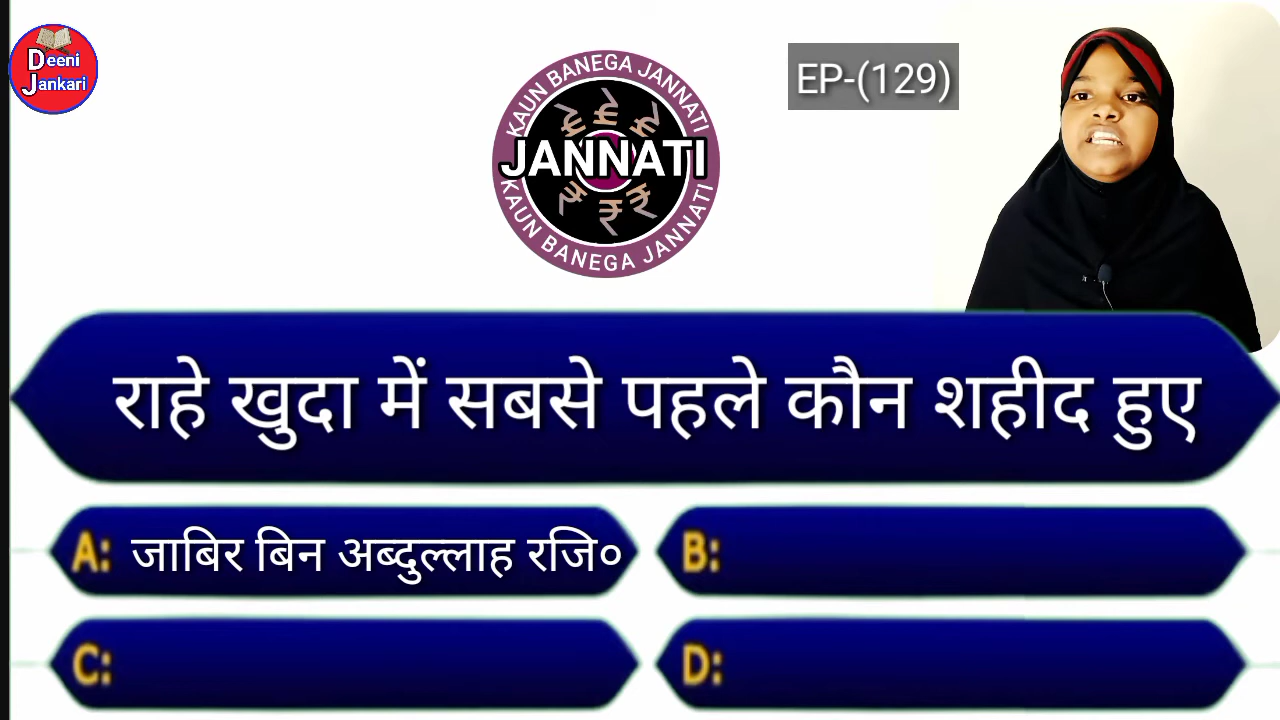 Deeni
Jankari
KAUN BANEGA JANNATI
JANNATI
KAUN BANEGA JANNATI
EP-(129)
राहे खुदा में सबसे पहले कौन शहीद हुए
A: जाबिर बिन अब्दुल्लाह रजि०
B:
C:
D: